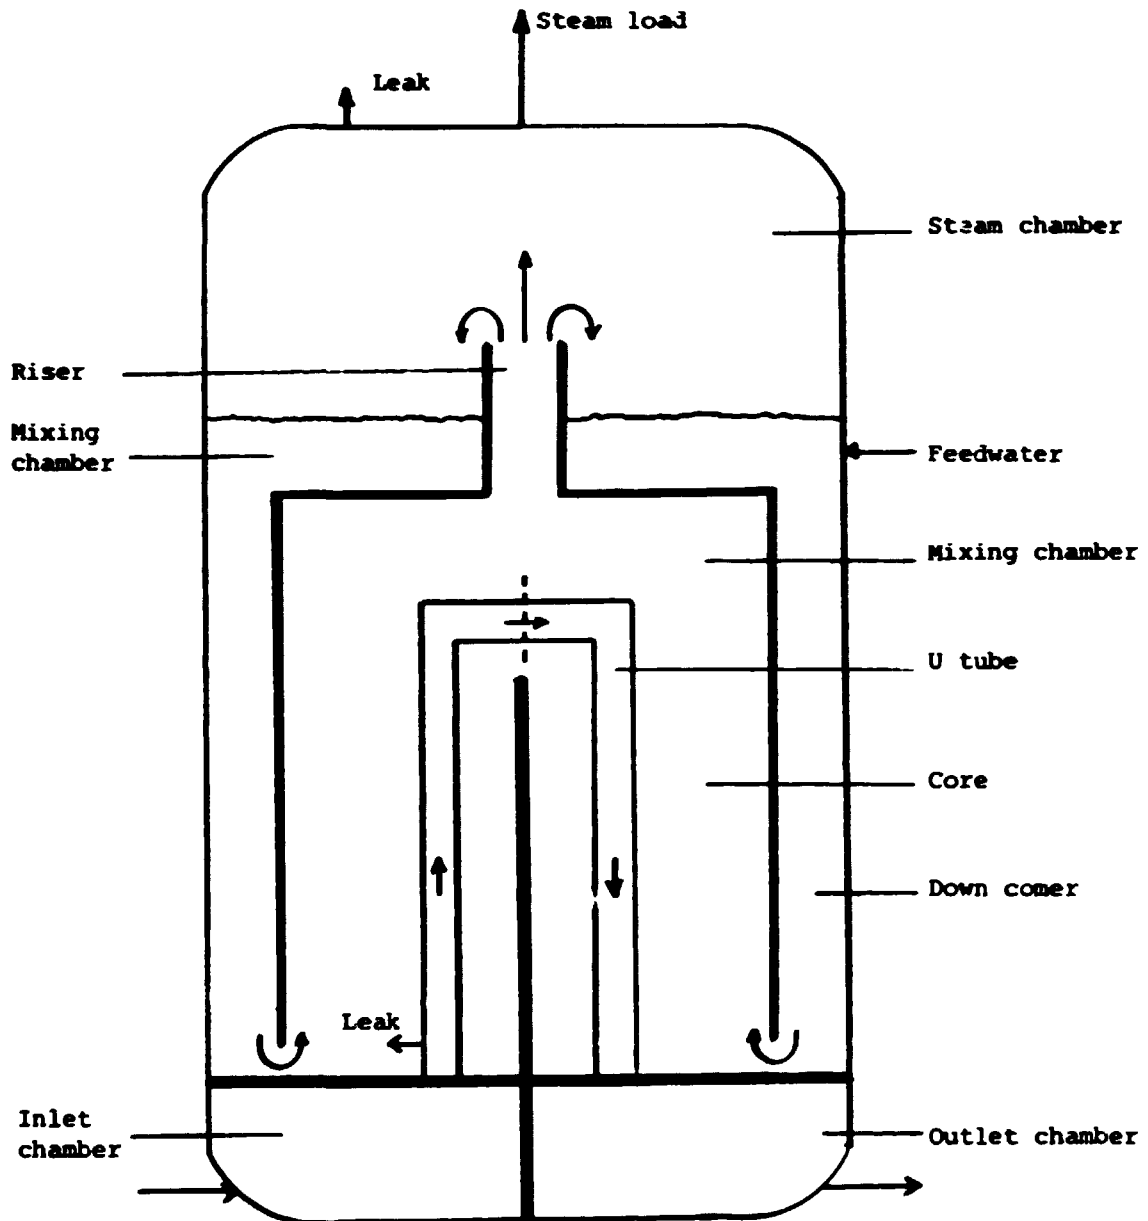 Steam load
Leak
Steam chamber
Riser
Mixing
chamber
Feedwater
Mixing chamber
U tube
Core
Down comer
Leak
Inlet
chamber
Outlet chamber